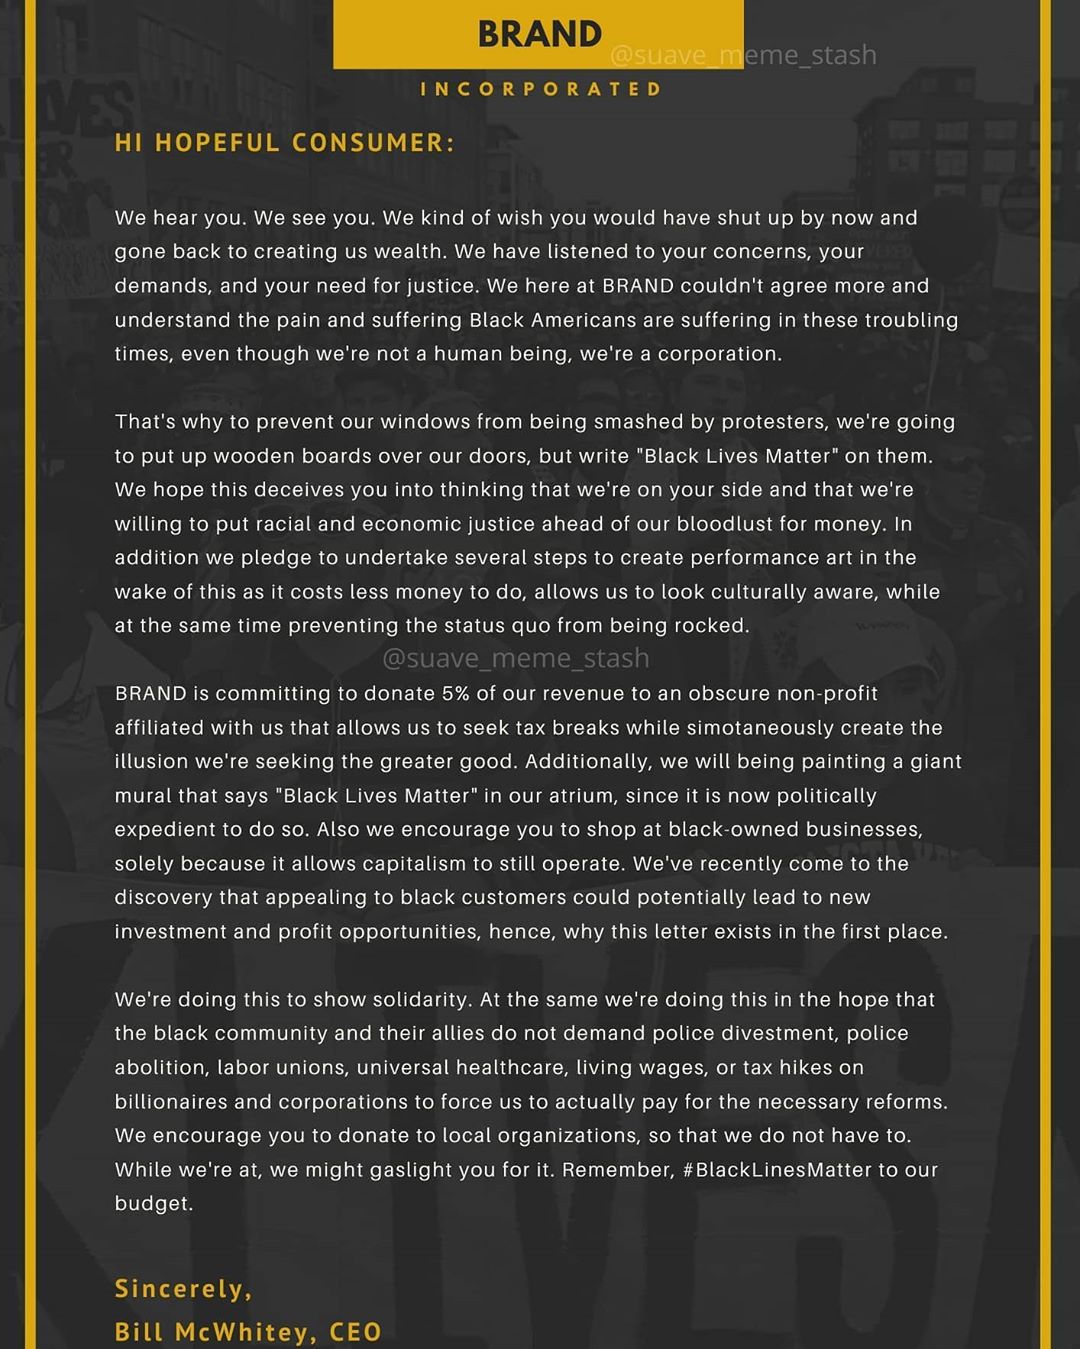 BRAND
@suave_meme_stash
INCORPORATED
HI HOPEFUL CONSUMER:
We hear you. We see you. We kind of wish you would have shut up by now and
gone back to creating us wealth. We have listened to your concerns, your
demands, and your need for justice. We here at BRAND couldn't agree more and
understand the pain and suffering Black Americans are suffering in these troubling
times, even though we're not a human being, we're a corporation.
That's why to prevent our windows from being smashed by protesters, we're going
to put up wooden boards over our doors, but write "Black Lives Matter" on them.
We hope this deceives you into thinking that we're on your side and that we're
willing to put racial and economic justice ahead of our bloodlust for money. In
addition we pledge to undertake several steps to create performance art in the
wake of this as it costs less money to do, allows us to look culturally aware, while
at the same time preventing the status quo from being rocked.
@suave_meme_stash
BRAND is committing to donate 5% of our revenue to an obscure non-profit
affiliated with us that allows us to seek tax breaks while simotaneously create the
illusion we're seeking the greater good. Additionally, we will being painting a giant
mural that says "Black Lives Matter" in our atrium, since it is now politically
expedient to do so. Also we encourage you to shop at black-owned businesses,
solely because it allows capitalism to still operate. We've recently come to the
discovery that appealing to black customers could potentially lead to new
investment and profit opportunities, hence, why this letter exists in the first place.
We're doing this to show solidarity. At the same we're doing this in the hope that
the black community and their allies do not demand police divestment, police
abolition, labor unions, universal healthcare, living wages, or tax hikes on
billionaires and corporations to force us to actually pay for the necessary reforms.
We encourage you to donate to local organizations, so that we do not have to.
While we're at, we might gaslight you for it. Remember, #BlackLinesMatter to our
budget.
Sincerely,
Bill McWhitey, CEO